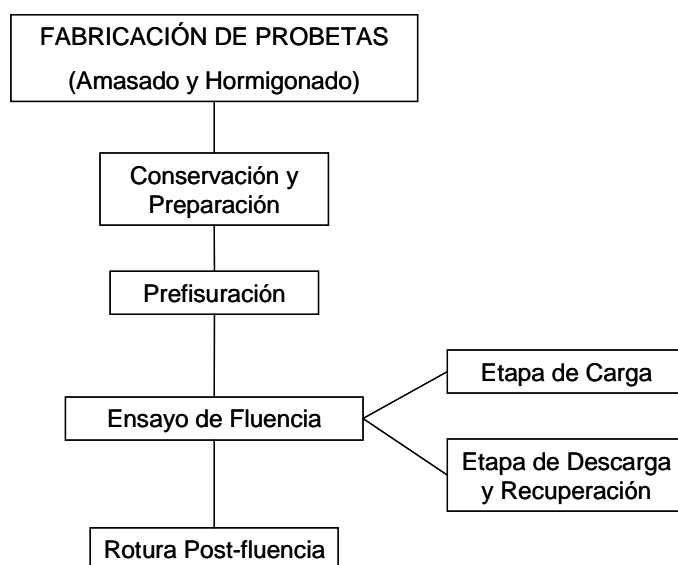 FABRICACIÓN DE PROBETAS
(Amasado y Hormigonado)
Conservación y
Preparación
Prefisuración
Etapa de Carga
Ensayo de Fluencia
Etapa de Descarga
y Recuperación
Rotura Post-fluencia